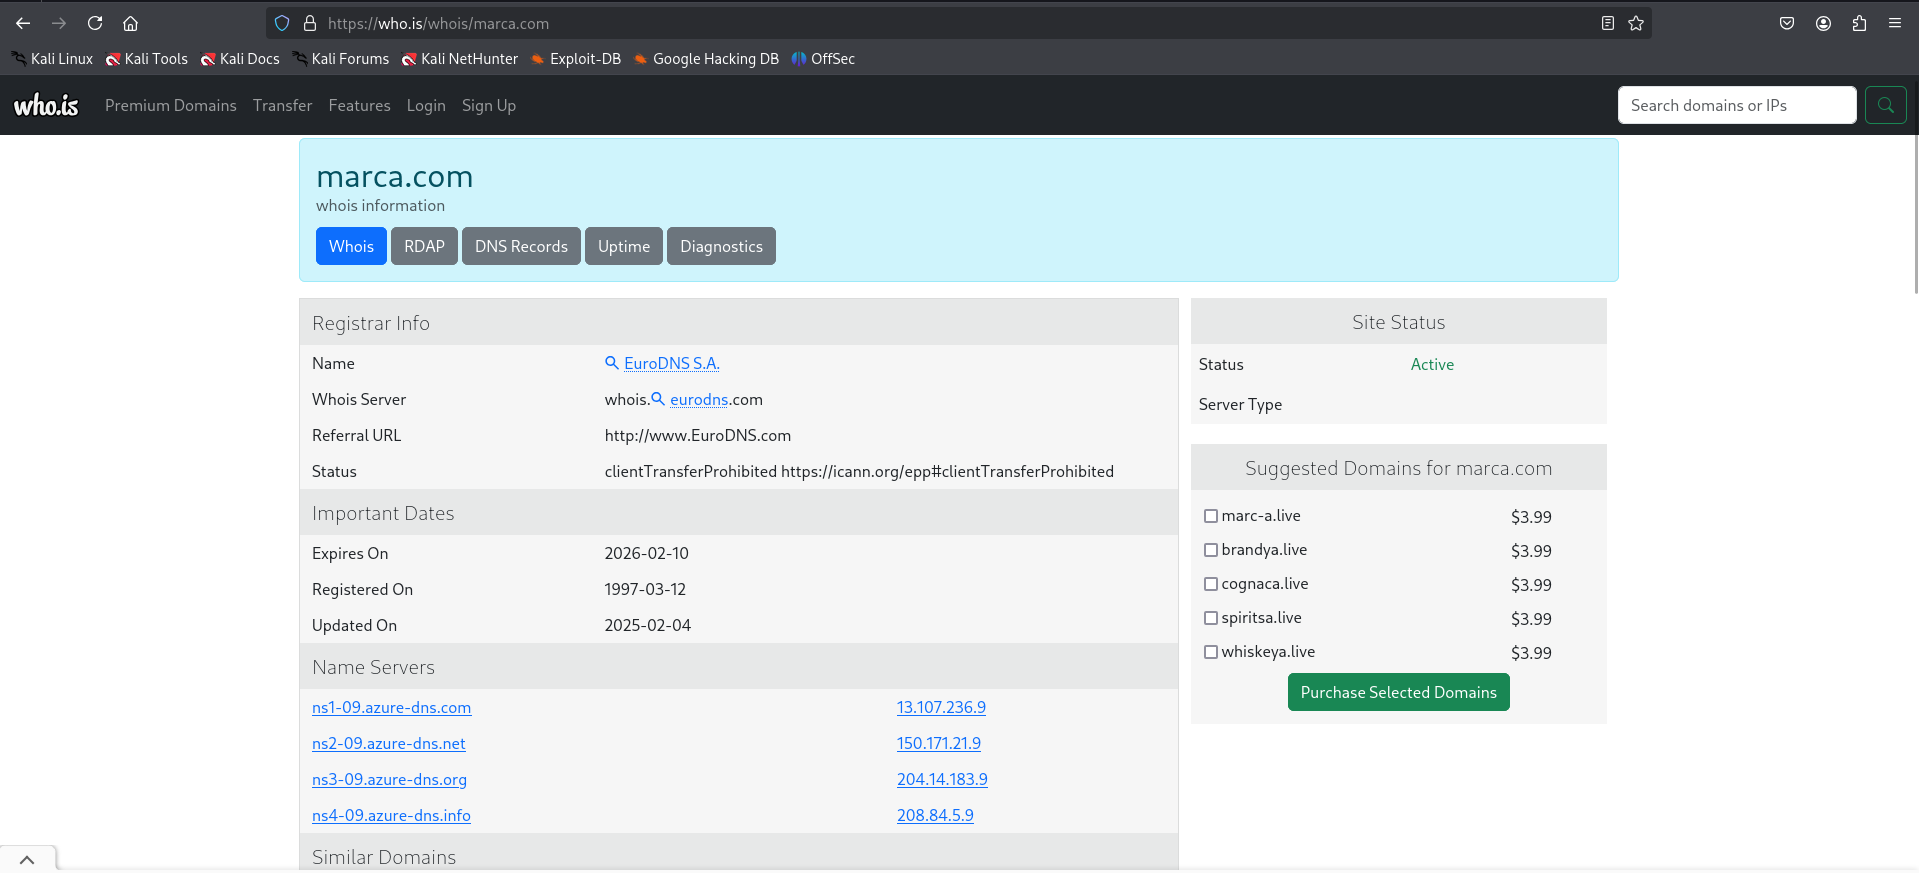 https://who.is/whois/marca.com
Kali Linux Kali Tools Kali Docs Kali Forums Kali NetHunter Exploit-DB Google Hacking DB OffSec
who.is Premium Domains Transfer Features Login Sign Up Search domains or IPs
marca.com
whois information
Whois RDAP DNS Records Uptime Diagnostics
Registrar Info
Name EuroDNS S.A.
Whois Server whois.eurodns.com
Referral URL http://www.EuroDNS.com
Status clientTransferProhibited https://icann.org/epp#clientTransferProhibited
Important Dates
Expires On 2026-02-10
Registered On 1997-03-12
Updated On 2025-02-04
Name Servers
ns1-09.azure-dns.com 13.107.236.9
ns2-09.azure-dns.net 150.171.21.9
ns3-09.azure-dns.org 204.14.183.9
ns4-09.azure-dns.info 208.84.5.9
Similar Domains
Site Status
Status Active
Server Type
Suggested Domains for marca.com
marc-a.live $3.99
brandya.live $3.99
cognaca.live $3.99
spiritsa.live $3.99
whiskeya.live $3.99
Purchase Selected Domains